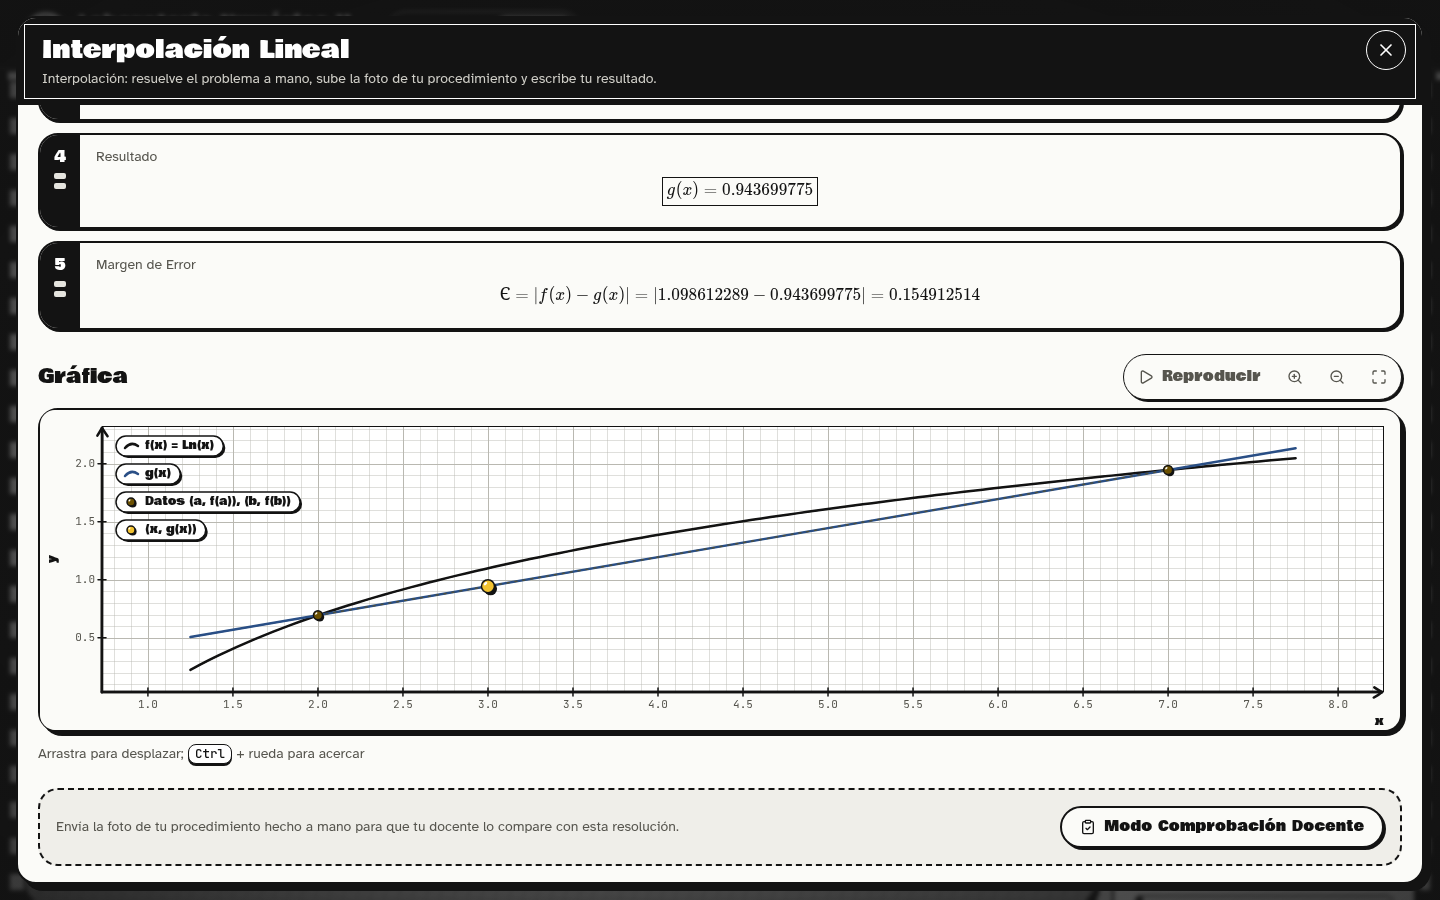 Interpolación Lineal
Interpolación: resuelve el problema a mano, sube la foto de tu procedimiento y escribe tu resultado.
4
Resultado
g(x) = 0.943699775
5
Margen de Error
Є = |f(x) − g(x)| = |1.098612289 − 0.943699775| = 0.154912514
Gráfica
Reproducir
f(x) = Ln(x)
g(x)
Datos (a, f(a)), (b, f(b))
(x, g(x))
y
2.0
1.5
1.0
0.5
1.0 1.5 2.0 2.5 3.0 3.5 4.0 4.5 5.0 5.5 6.0 6.5 7.0 7.5 8.0
x
Arrastra para desplazar; Ctrl + rueda para acercar
Envía la foto de tu procedimiento hecho a mano para que tu docente lo compare con esta resolución.
Modo Comprobación Docente